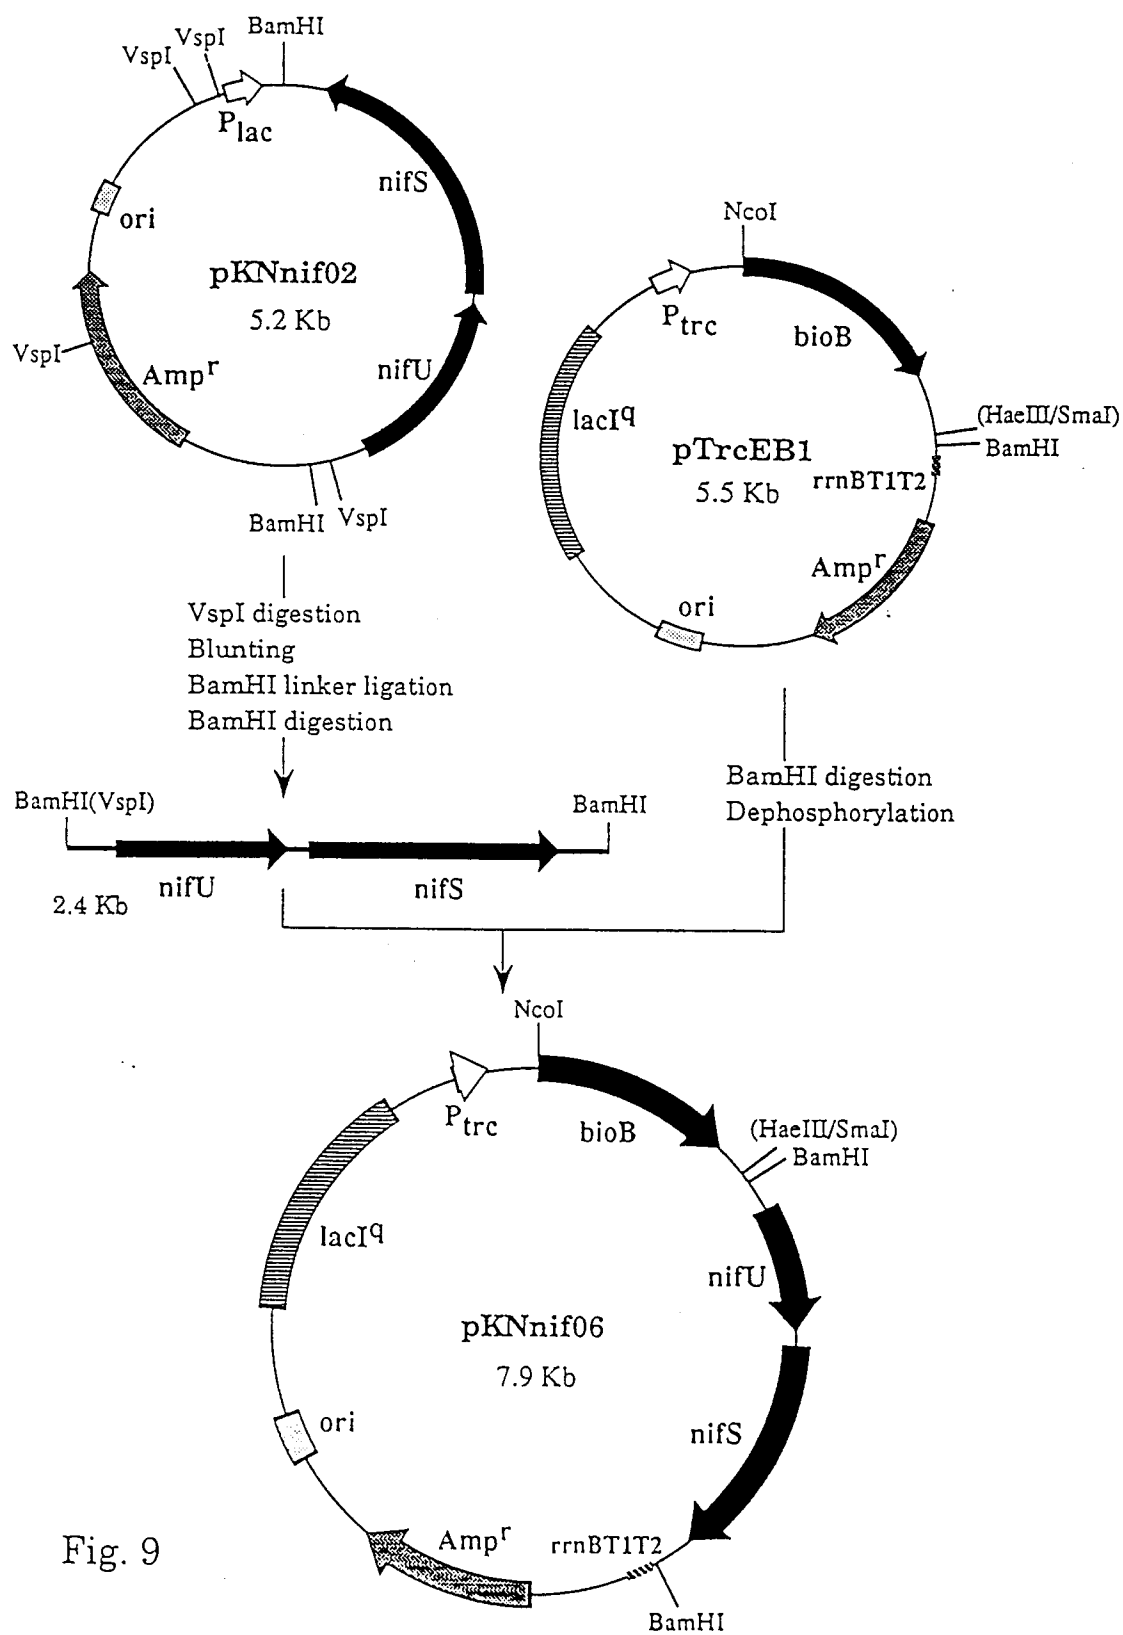 BamHI
VspI
VspI
Plac
nifS
ori
pKNnif02
5.2 Kb
VspI
Ampr
nifU
BamHI VspI
NcoI
Ptrc
bioB
lacIq
(HaeIII/SmaI)
BamHI
pTrcEB1
rrnBT1T2
5.5 Kb
Ampr
ori
VspI digestion
Blunting
BamHI linker ligation
BamHI digestion
BamHI digestion
Dephosphorylation
BamHI(VspI)
BamHI
nifU
nifS
2.4 Kb
NcoI
Ptrc
bioB
(HaeIII/SmaI)
BamHI
lacIq
nifU
pKNnif06
7.9 Kb
ori
nifS
Ampr
rrnBT1T2
BamHI
Fig. 9